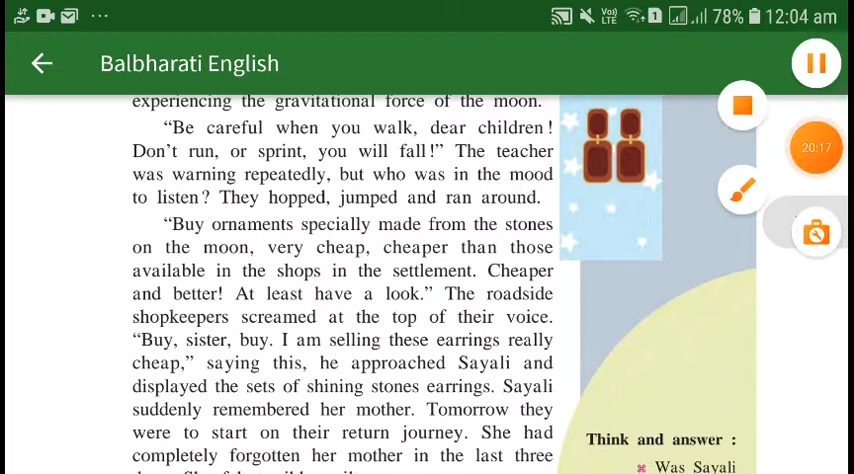 ... Vo)) LTE 1 78% 12:04 am
Balbharati English
experiencing the gravitational force of the moon.
“Be careful when you walk, dear children!
Don’t run, or sprint, you will fall!” The teacher
was warning repeatedly, but who was in the mood
to listen? They hopped, jumped and ran around.
“Buy ornaments specially made from the stones
on the moon, very cheap, cheaper than those
available in the shops in the settlement. Cheaper
and better! At least have a look.” The roadside
shopkeepers screamed at the top of their voice.
“Buy, sister, buy. I am selling these earrings really
cheap,” saying this, he approached Sayali and
displayed the sets of shining stones earrings. Sayali
suddenly remembered her mother. Tomorrow they
were to start on their return journey. She had
completely forgotten her mother in the last three
20:17
Think and answer :
Was Sayali